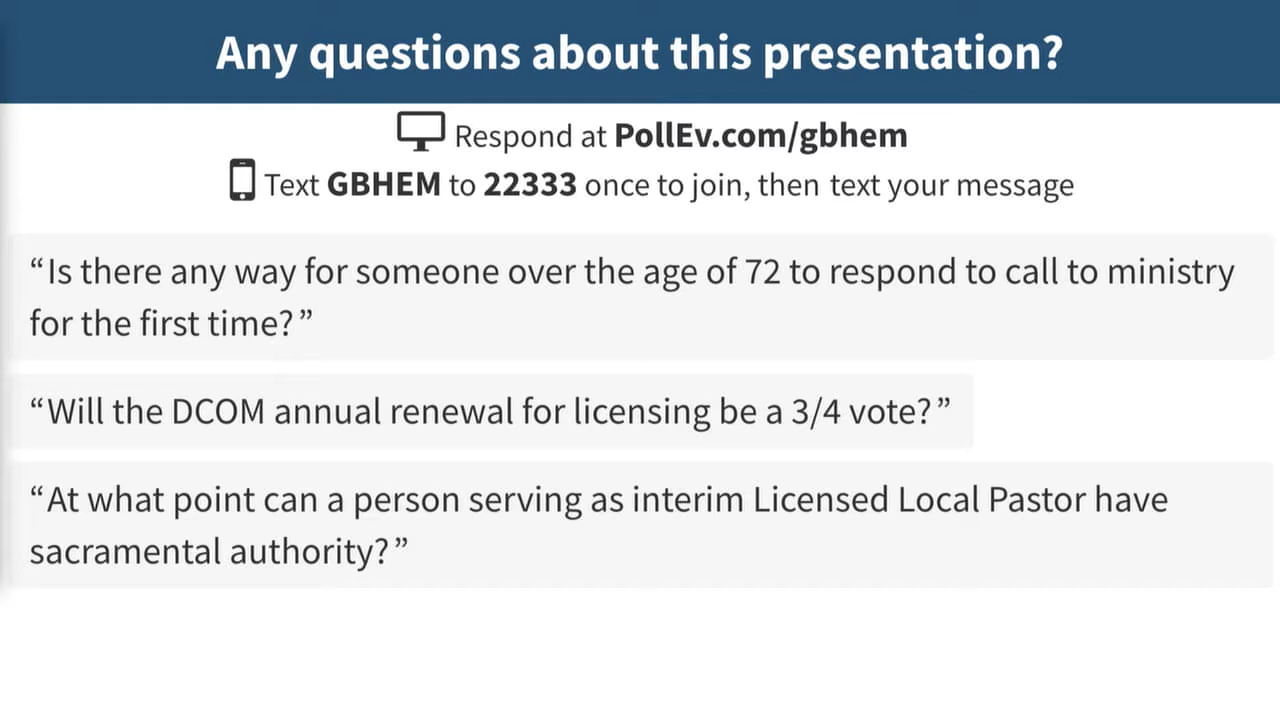 Any questions about this presentation?
Respond at PollEv.com/gbhem
Text GBHEM to 22333 once to join, then text your message
“Is there any way for someone over the age of 72 to respond to call to ministry
for the first time?”
“Will the DCOM annual renewal for licensing be a 3/4 vote?”
“At what point can a person serving as interim Licensed Local Pastor have
sacramental authority?”